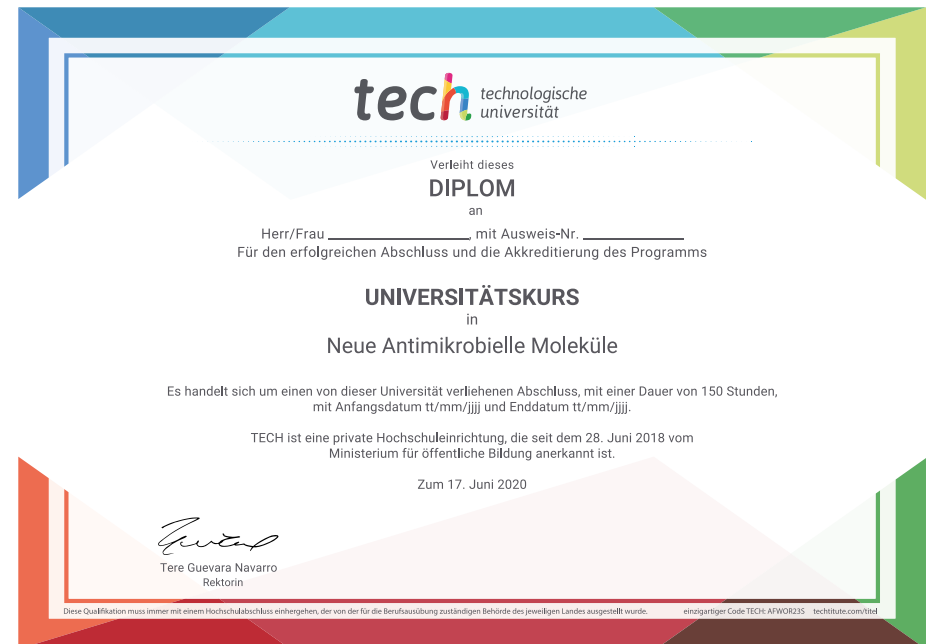 tech technologische
universität
Verleiht dieses
DIPLOM
an
Herr/Frau ____________________, mit Ausweis-Nr. ______________
Für den erfolgreichen Abschluss und die Akkreditierung des Programms
UNIVERSITÄTSKURS
in
Neue Antimikrobielle Moleküle
Es handelt sich um einen von dieser Universität verliehenen Abschluss, mit einer Dauer von 150 Stunden,
mit Anfangsdatum tt/mm/jjjj und Enddatum tt/mm/jjjj.
TECH ist eine private Hochschuleinrichtung, die seit dem 28. Juni 2018 vom
Ministerium für öffentliche Bildung anerkannt ist.
Zum 17. Juni 2020
Tere Guevara Navarro
Rektorin
Diese Qualifikation muss immer mit einem Hochschulabschluss einhergehen, der von der für die Berufsausübung zuständigen Behörde des jeweiligen Landes ausgestellt wurde. einzigartiger Code TECH: AFWOR23S techtitute.com/titel